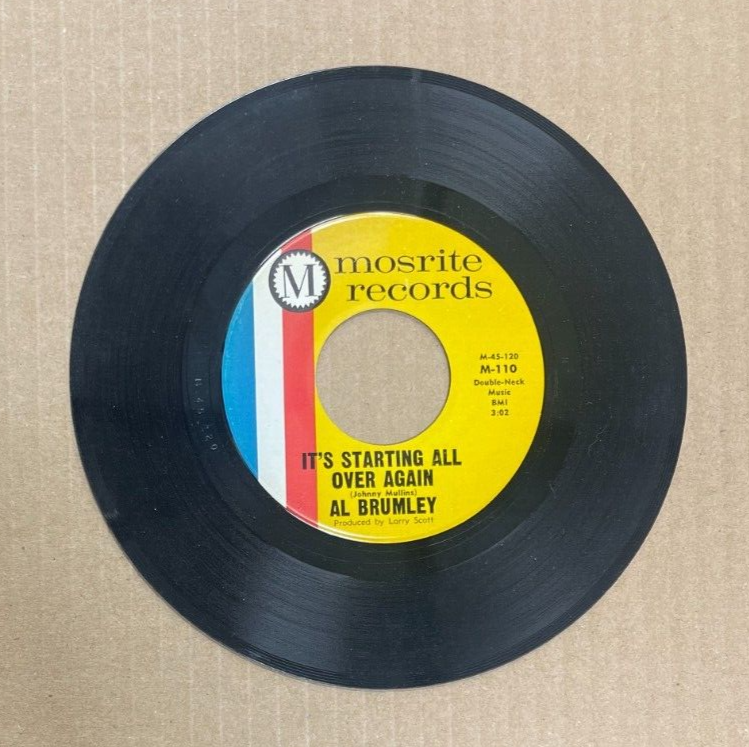 M
mosrite
records
M-45-120
M-110
Double-Neck
Music
BMI
3:02
IT'S STARTING ALL
OVER AGAIN
(Johnny Mullins)
AL BRUMLEY
Produced by Larry Scott